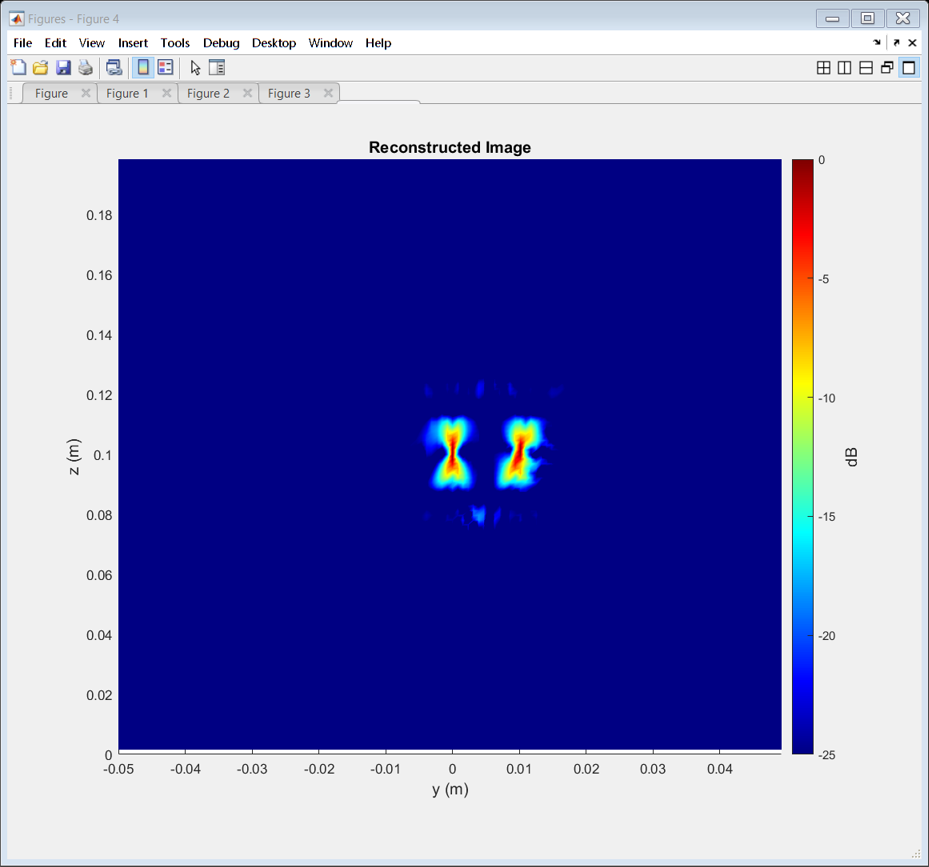 Figures - Figure 4
File Edit View Insert Tools Debug Desktop Window Help
Figure Figure 1 Figure 2 Figure 3
Reconstructed Image
0.18
0.16
0.14
0.12
0.1
0.08
0.06
0.04
0.02
0
z (m)
-0.05 -0.04 -0.03 -0.02 -0.01 0 0.01 0.02 0.03 0.04
y (m)
0
-5
-10
-15
-20
-25
dB